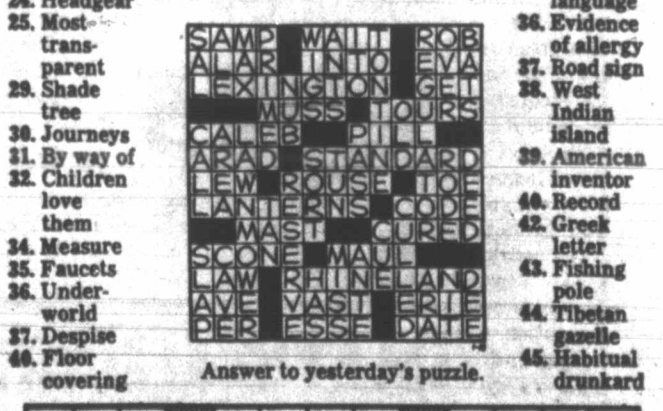 24. Headgear
25. Most
trans-
parent
29. Shade
tree
30. Journeys
31. By way of
32. Children
love
them
34. Measure
35. Faucets
36. Under-
world
37. Despise
40. Floor
covering
SAMP WAIT ROB
ALAR INTO EVA
LEXINGTON GET
MUSS TOURS
CALEB PILL
ARAD STANDARD
LEW ROUSE TOE
LANTERNS CODE
MAST CURED
SCONE MAUL
LAW RHINELAND
AVE VAST ERIE
PER ESSE DATE
Answer to yesterday's puzzle.
language
36. Evidence
of allergy
37. Road sign
38. West
Indian
island
39. American
inventor
40. Record
42. Greek
letter
43. Fishing
pole
44. Tibetan
gazelle
45. Habitual
drunkard